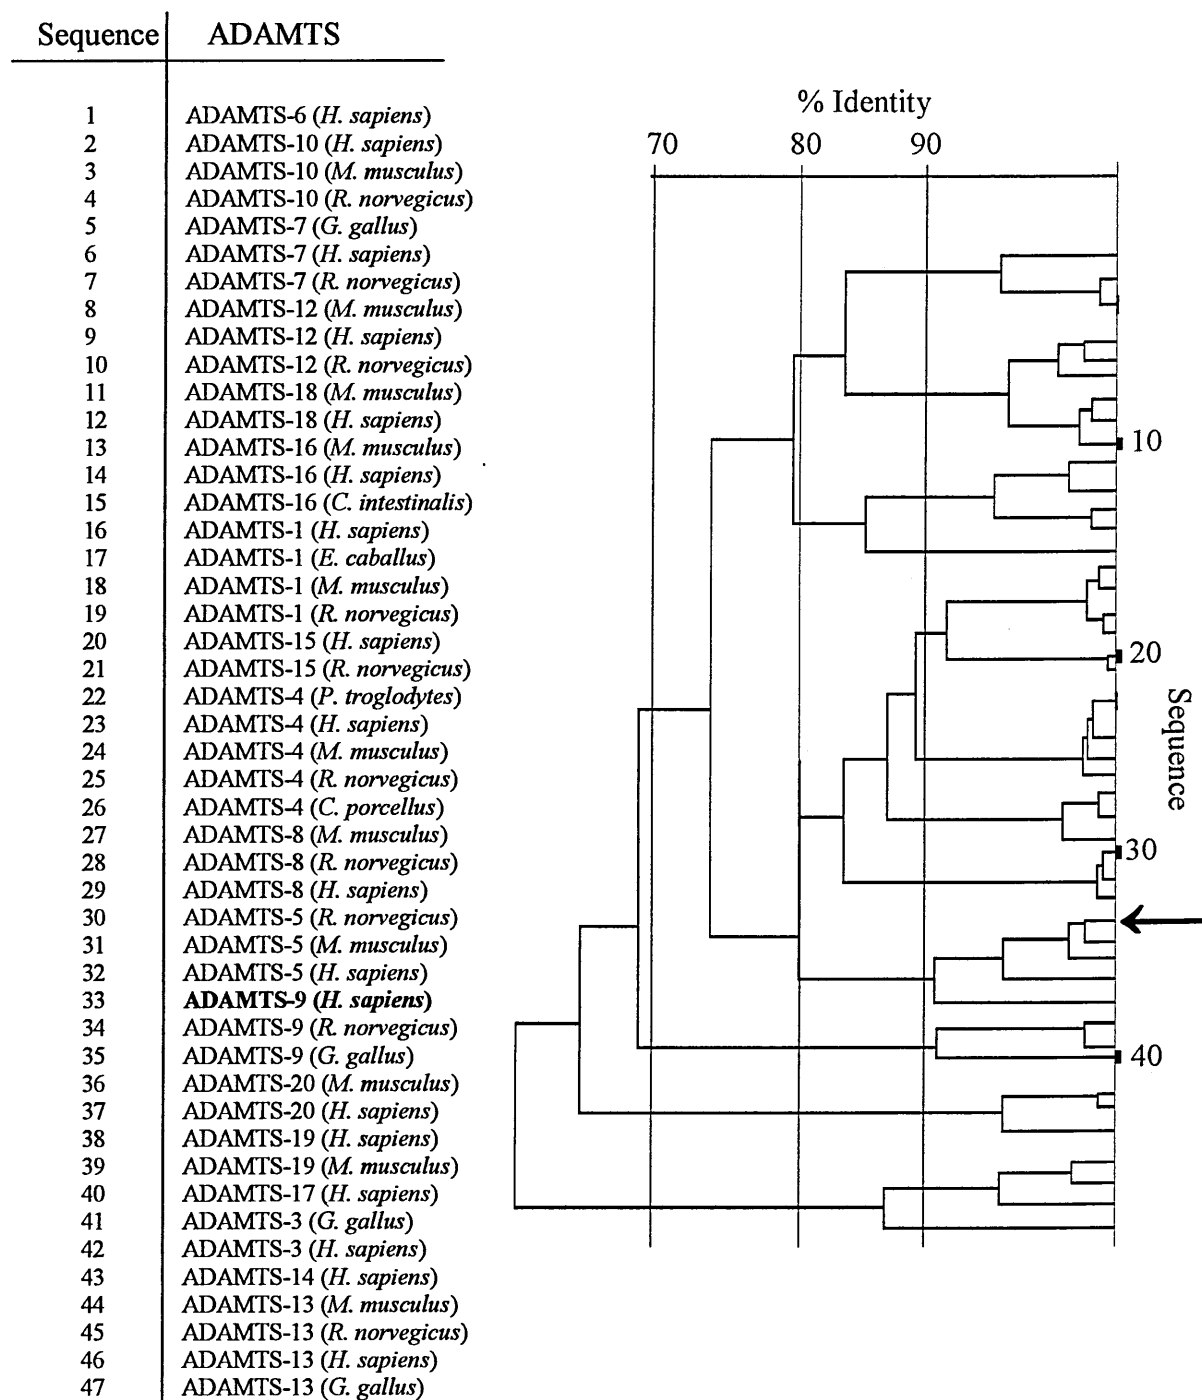 Sequence ADAMTS
1 ADAMTS-6 (H. sapiens)
2 ADAMTS-10 (H. sapiens)
3 ADAMTS-10 (M. musculus)
4 ADAMTS-10 (R. norvegicus)
5 ADAMTS-7 (G. gallus)
6 ADAMTS-7 (H. sapiens)
7 ADAMTS-7 (R. norvegicus)
8 ADAMTS-12 (M. musculus)
9 ADAMTS-12 (H. sapiens)
10 ADAMTS-12 (R. norvegicus)
11 ADAMTS-18 (M. musculus)
12 ADAMTS-18 (H. sapiens)
13 ADAMTS-16 (M. musculus)
14 ADAMTS-16 (H. sapiens)
15 ADAMTS-16 (C. intestinalis)
16 ADAMTS-1 (H. sapiens)
17 ADAMTS-1 (E. caballus)
18 ADAMTS-1 (M. musculus)
19 ADAMTS-1 (R. norvegicus)
20 ADAMTS-15 (H. sapiens)
21 ADAMTS-15 (R. norvegicus)
22 ADAMTS-4 (P. troglodytes)
23 ADAMTS-4 (H. sapiens)
24 ADAMTS-4 (M. musculus)
25 ADAMTS-4 (R. norvegicus)
26 ADAMTS-4 (C. porcellus)
27 ADAMTS-8 (M. musculus)
28 ADAMTS-8 (R. norvegicus)
29 ADAMTS-8 (H. sapiens)
30 ADAMTS-5 (R. norvegicus)
31 ADAMTS-5 (M. musculus)
32 ADAMTS-5 (H. sapiens)
33 ADAMTS-9 (H. sapiens)
34 ADAMTS-9 (R. norvegicus)
35 ADAMTS-9 (G. gallus)
36 ADAMTS-20 (M. musculus)
37 ADAMTS-20 (H. sapiens)
38 ADAMTS-19 (H. sapiens)
39 ADAMTS-19 (M. musculus)
40 ADAMTS-17 (H. sapiens)
41 ADAMTS-3 (G. gallus)
42 ADAMTS-3 (H. sapiens)
43 ADAMTS-14 (H. sapiens)
44 ADAMTS-13 (M. musculus)
45 ADAMTS-13 (R. norvegicus)
46 ADAMTS-13 (H. sapiens)
47 ADAMTS-13 (G. gallus)
% Identity
70 80 90
10
20
Sequence
30
40